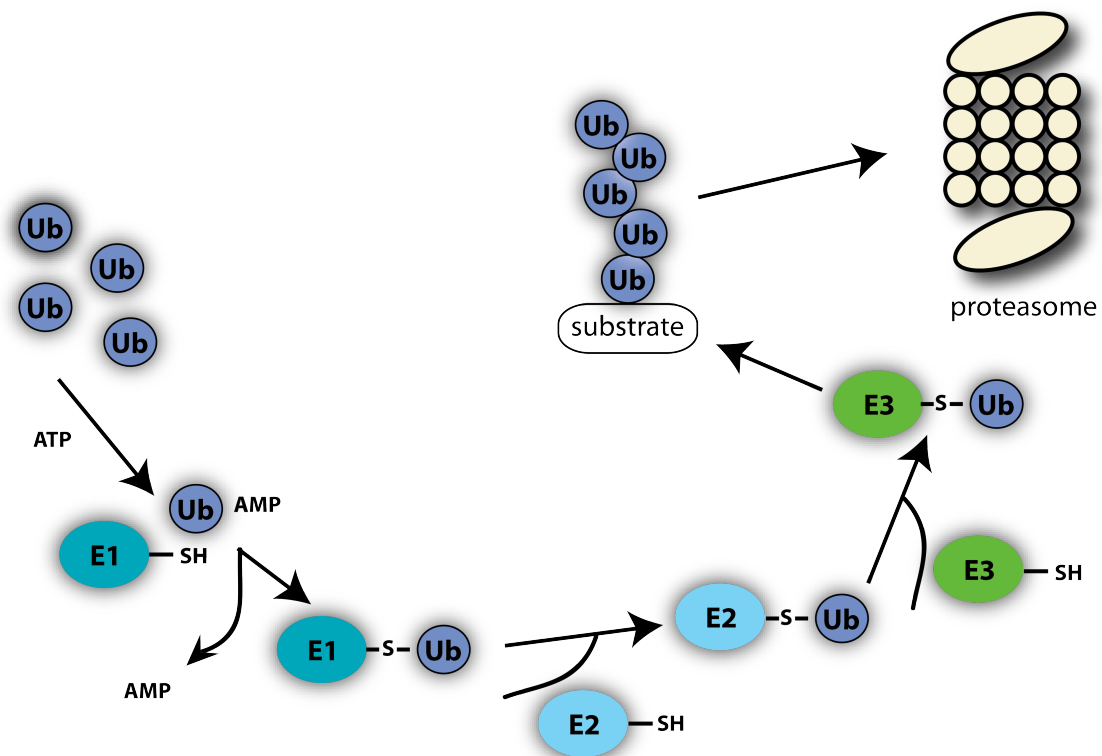 Ub
Ub
Ub
Ub
ATP
Ub AMP
E1 SH
AMP
E1 S Ub
E2 SH
E2 S Ub
E3 SH
E3 S Ub
Ub
Ub
Ub
Ub
Ub
substrate
proteasome